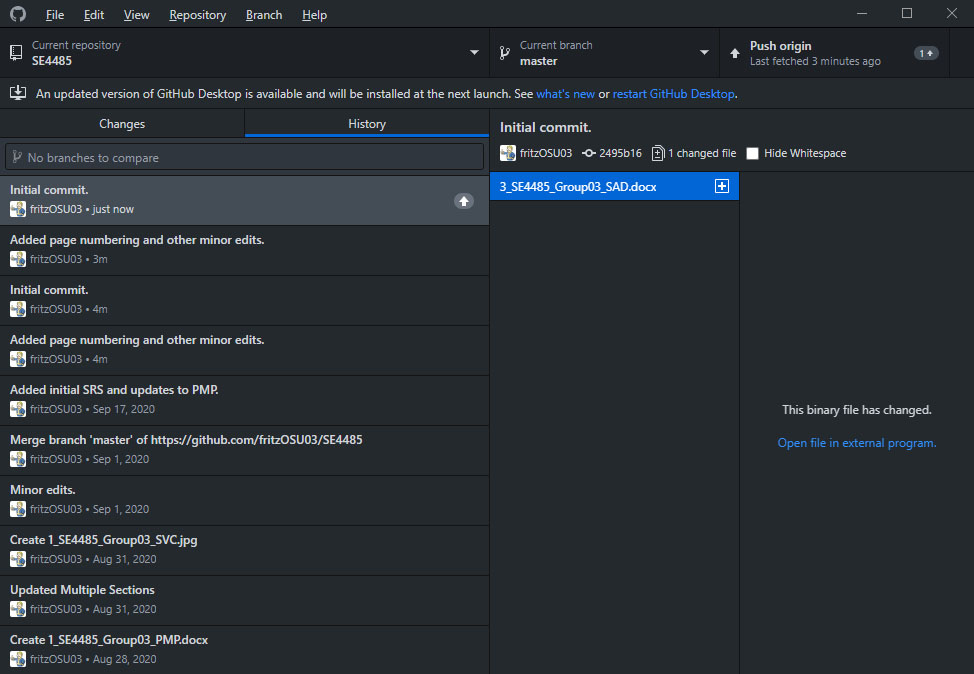 File Edit View Repository Branch Help
Current repository
SE4485
Current branch
master
Push origin
Last fetched 3 minutes ago
1
An updated version of GitHub Desktop is available and will be installed at the next launch. See what's new or restart GitHub Desktop.
Changes
History
No branches to compare
Initial commit.
fritzOSU03 • just now
Added page numbering and other minor edits.
fritzOSU03 • 3m
Initial commit.
fritzOSU03 • 4m
Added page numbering and other minor edits.
fritzOSU03 • 4m
Added initial SRS and updates to PMP.
fritzOSU03 • Sep 17, 2020
Merge branch 'master' of https://github.com/fritzOSU03/SE4485
fritzOSU03 • Sep 1, 2020
Minor edits.
fritzOSU03 • Sep 1, 2020
Create 1_SE4485_Group03_SVC.jpg
fritzOSU03 • Aug 31, 2020
Updated Multiple Sections
fritzOSU03 • Aug 31, 2020
Create 1_SE4485_Group03_PMP.docx
fritzOSU03 • Aug 28, 2020
Initial commit.
fritzOSU03 2495b16 1 changed file Hide Whitespace
3_SE4485_Group03_SAD.docx
This binary file has changed.
Open file in external program.